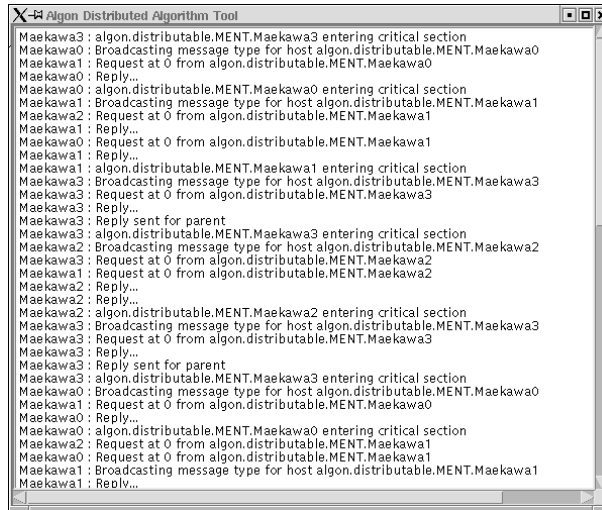 Algon Distributed Algorithm Tool
Maekawa3 : algon.distributable.MENT.Maekawa3 entering critical section
Maekawa0 : Broadcasting message type for host algon.distributable.MENT.Maekawa0
Maekawa1 : Request at 0 from algon.distributable.MENT.Maekawa0
Maekawa0 : Reply...
Maekawa0 : algon.distributable.MENT.Maekawa0 entering critical section
Maekawa1 : Broadcasting message type for host algon.distributable.MENT.Maekawa1
Maekawa2 : Request at 0 from algon.distributable.MENT.Maekawa1
Maekawa1 : Reply...
Maekawa0 : Request at 0 from algon.distributable.MENT.Maekawa1
Maekawa1 : Reply...
Maekawa1 : algon.distributable.MENT.Maekawa1 entering critical section
Maekawa3 : Broadcasting message type for host algon.distributable.MENT.Maekawa3
Maekawa3 : Request at 0 from algon.distributable.MENT.Maekawa3
Maekawa3 : Reply...
Maekawa3 : Reply sent for parent
Maekawa3 : algon.distributable.MENT.Maekawa3 entering critical section
Maekawa2 : Broadcasting message type for host algon.distributable.MENT.Maekawa2
Maekawa3 : Request at 0 from algon.distributable.MENT.Maekawa2
Maekawa1 : Request at 0 from algon.distributable.MENT.Maekawa2
Maekawa2 : Reply...
Maekawa2 : Reply...
Maekawa2 : algon.distributable.MENT.Maekawa2 entering critical section
Maekawa3 : Broadcasting message type for host algon.distributable.MENT.Maekawa3
Maekawa3 : Request at 0 from algon.distributable.MENT.Maekawa3
Maekawa3 : Reply...
Maekawa3 : Reply sent for parent
Maekawa3 : algon.distributable.MENT.Maekawa3 entering critical section
Maekawa0 : Broadcasting message type for host algon.distributable.MENT.Maekawa0
Maekawa1 : Request at 0 from algon.distributable.MENT.Maekawa0
Maekawa0 : Reply...
Maekawa0 : algon.distributable.MENT.Maekawa0 entering critical section
Maekawa2 : Request at 0 from algon.distributable.MENT.Maekawa1
Maekawa0 : Request at 0 from algon.distributable.MENT.Maekawa1
Maekawa1 : Broadcasting message type for host algon.distributable.MENT.Maekawa1
Maekawa1 : Reply...